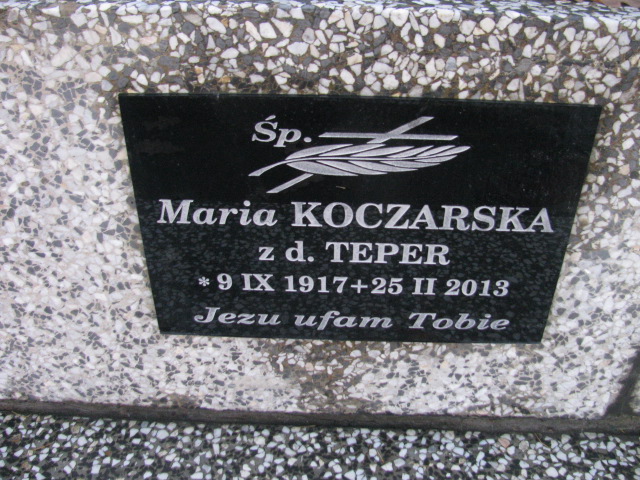 Śp.
Maria KOCZARSKA
z d. TEPER
* 9 IX 1917+25 II 2013
Jezu ufam Tobie